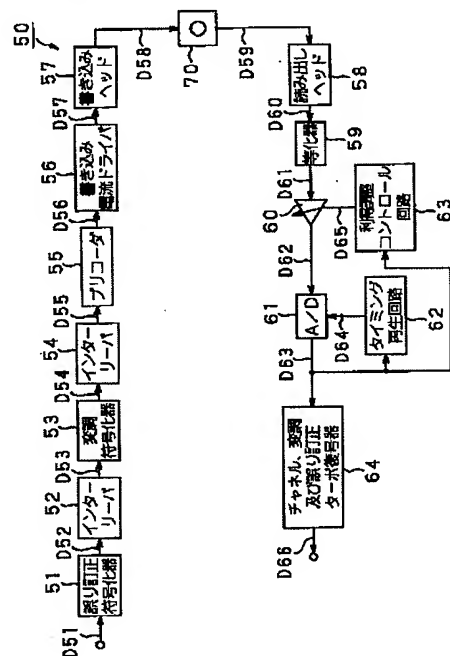 50
D51
51
誤り訂正
符号化器
D52
52
インター
リーバ
D53
53
変調
符号化器
D54
54
インター
リーバ
D55
55
プリコーダ
D56
56
書き込み
電流ドライバ
D57
57
書き込み
ヘッド
D58
70
D59
読み出し
ヘッド
58
D60
等化器
59
D61
60
D65
利得調整
コントロール
回路
63
D62
61
A/D
D64
タイミング
再生回路
62
D63
チャネル、変調
及び誤り訂正
ターボ復号器
64
D66